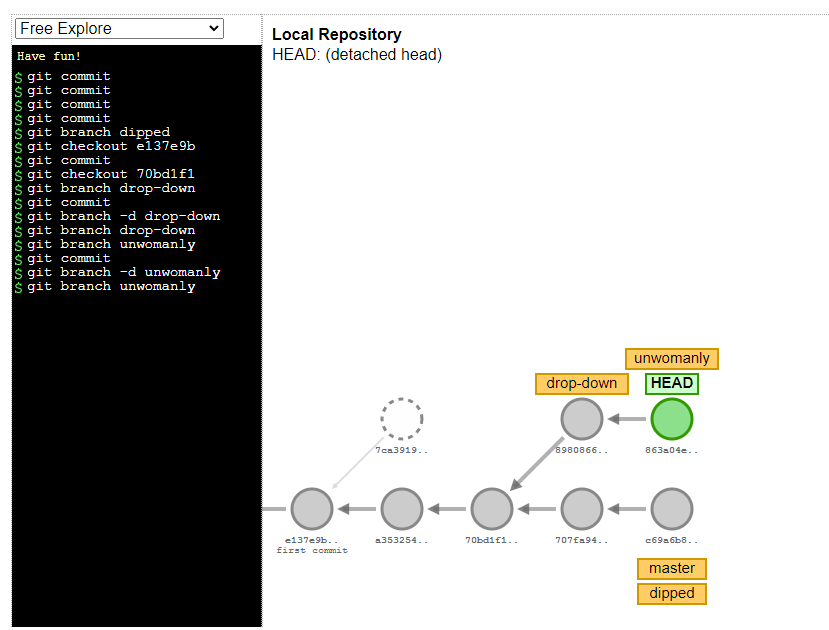 Free Explore
Have fun!
$ git commit
$ git commit
$ git commit
$ git commit
$ git branch dipped
$ git checkout e137e9b
$ git commit
$ git checkout 70bd1f1
$ git branch drop-down
$ git commit
$ git branch -d drop-down
$ git branch drop-down
$ git branch unwomanly
$ git commit
$ git branch -d unwomanly
$ git branch unwomanly
Local Repository
HEAD: (detached head)
unwomanly
drop-down HEAD
7ca3919.. 8980866.. 863a04e..
e137e9b.. a353254.. 70bd1f1.. 707fa94.. c69a6b8..
first commit
master
dipped